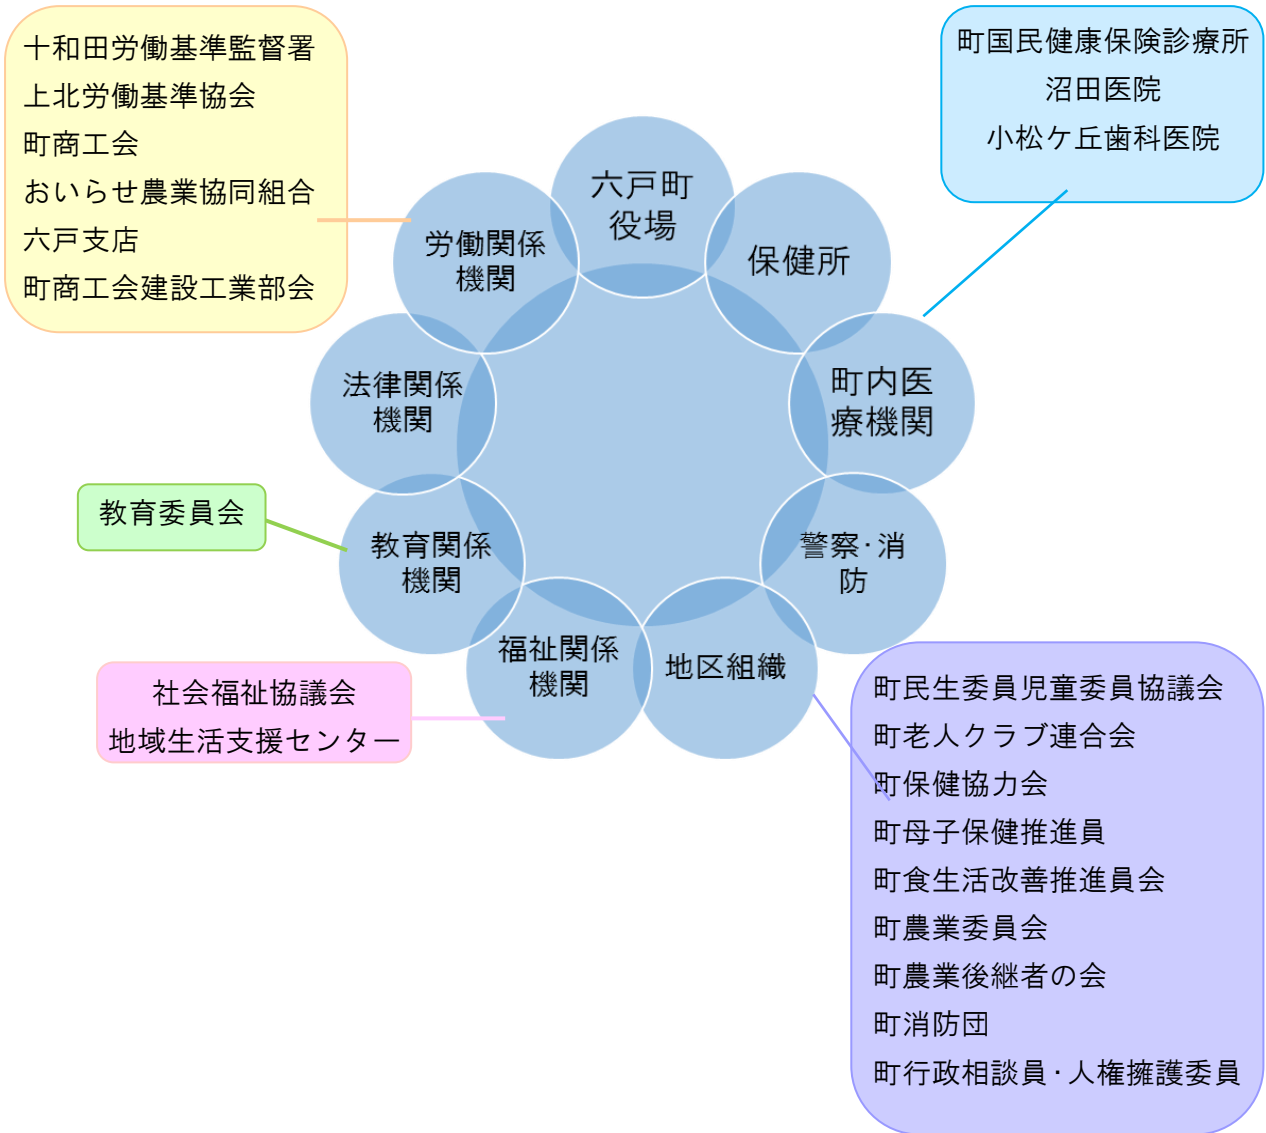 十和田労働基準監督署
上北労働基準協会
町商工会
おいらせ農業協同組合
六戸支店
町商工会建設工業部会
町国民健康保険診療所
沼田医院
小松ケ丘歯科医院
六戸町
役場
保健所
町内医
療機関
警察・消
防
地区組織
福祉関係
機関
教育関係
機関
法律関係
機関
労働関係
機関
教育委員会
社会福祉協議会
地域生活支援センター
町民生委員児童委員協議会
町老人クラブ連合会
町保健協力会
町母子保健推進員
町食生活改善推進員会
町農業委員会
町農業後継者の会
町消防団
町行政相談員・人権擁護委員